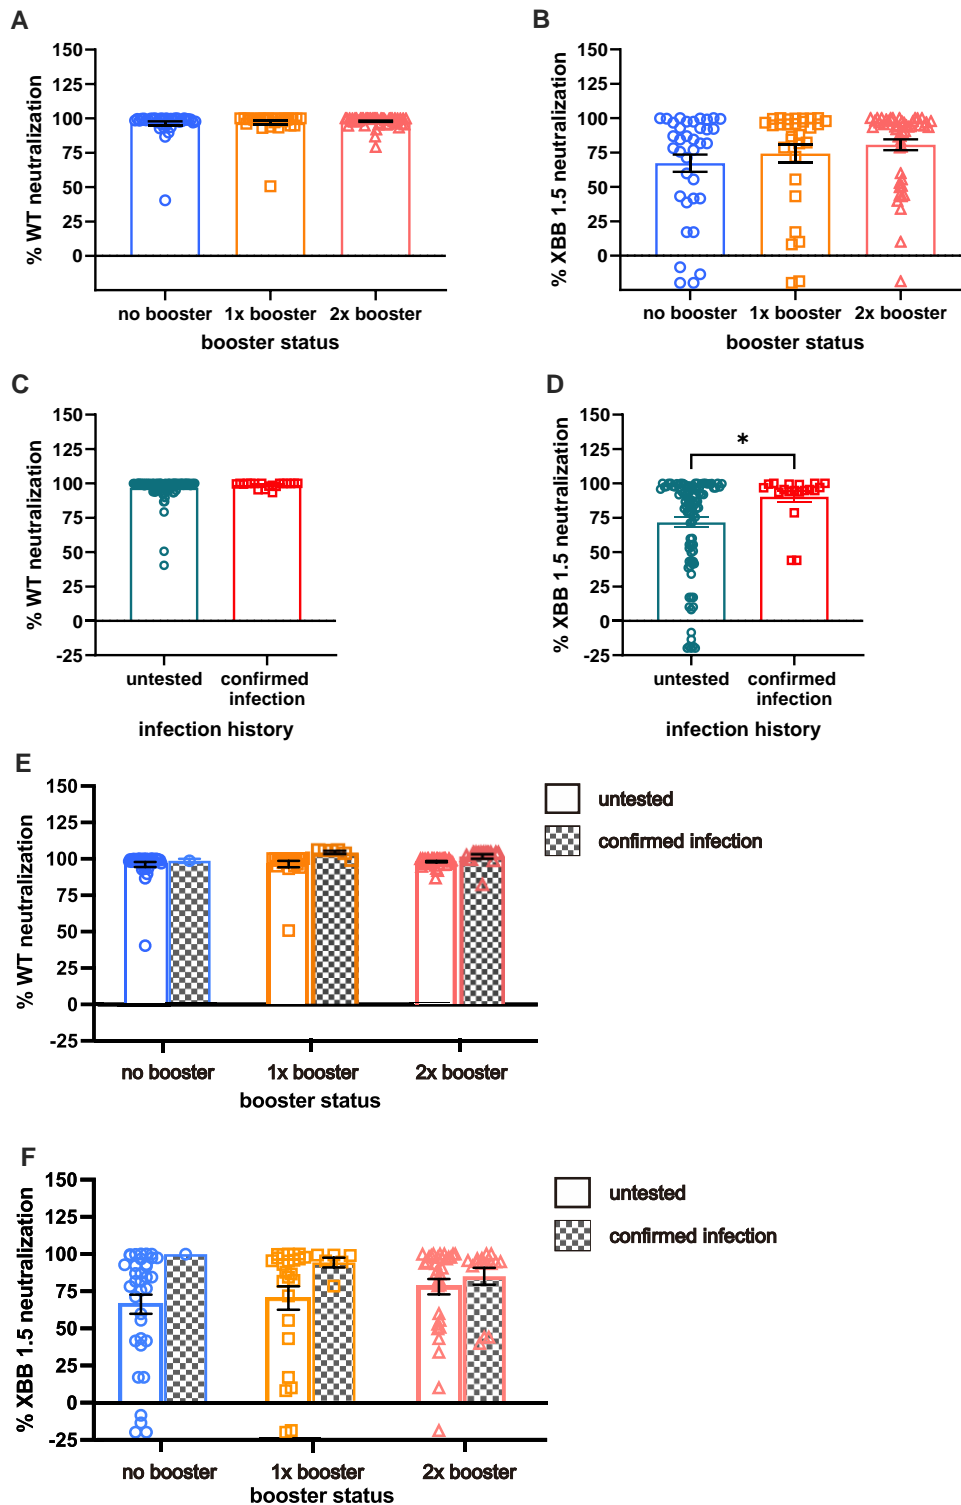 A
150
125
100
75
50
25
0
% WT neutralization
no booster 1x booster 2x booster
booster status
B
150
125
100
75
50
25
0
% XBB 1.5 neutralization
no booster 1x booster 2x booster
booster status
C
150
125
100
75
50
25
0
-25
% WT neutralization
untested confirmed
infection
infection history
D
150
125
100
75
50
25
0
-25
% XBB 1.5 neutralization
*
untested confirmed
infection
infection history
E
150
125
100
75
50
25
0
-25
% WT neutralization
no booster 1x booster 2x booster
booster status
untested
confirmed infection
F
150
125
100
75
50
25
0
-25
% XBB 1.5 neutralization
no booster 1x booster 2x booster
booster status
untested
confirmed infection